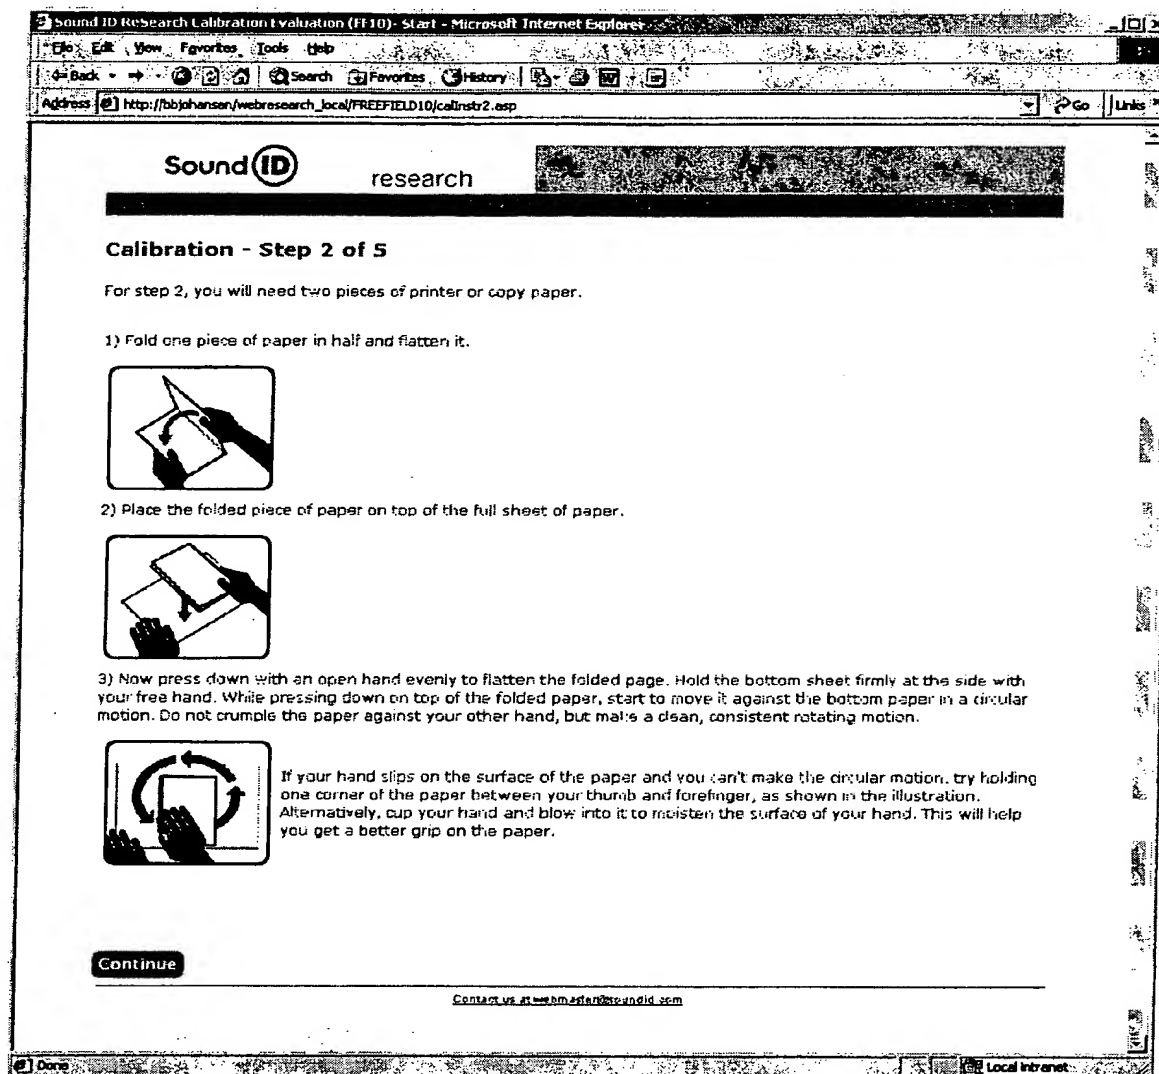 Sound ID ReSearch Calibration Evaluation (FF10)- Start - Microsoft Internet Explorer
File Edit View Favorites Tools Help
Back Search Favorites History
Address http://bbjohansen/webresearch_local/FREEFIELD10/calInstr2.asp Go Links
Sound ID research
Calibration - Step 2 of 5
For step 2, you will need two pieces of printer or copy paper.
1) Fold one piece of paper in half and flatten it.
2) Place the folded piece of paper on top of the full sheet of paper.
3) Now press down with an open hand evenly to flatten the folded page. Hold the bottom sheet firmly at the side with
your free hand. While pressing down on top of the folded paper, start to move it against the bottom paper in a circular
motion. Do not crumple the paper against your other hand, but make a clean, consistent rotating motion.
If your hand slips on the surface of the paper and you can't make the circular motion, try holding
one corner of the paper between your thumb and forefinger, as shown in the illustration.
Alternatively, cup your hand and blow into it to moisten the surface of your hand. This will help
you get a better grip on the paper.
Continue
Contact us at webmaster@soundid.com
Done Local intranet